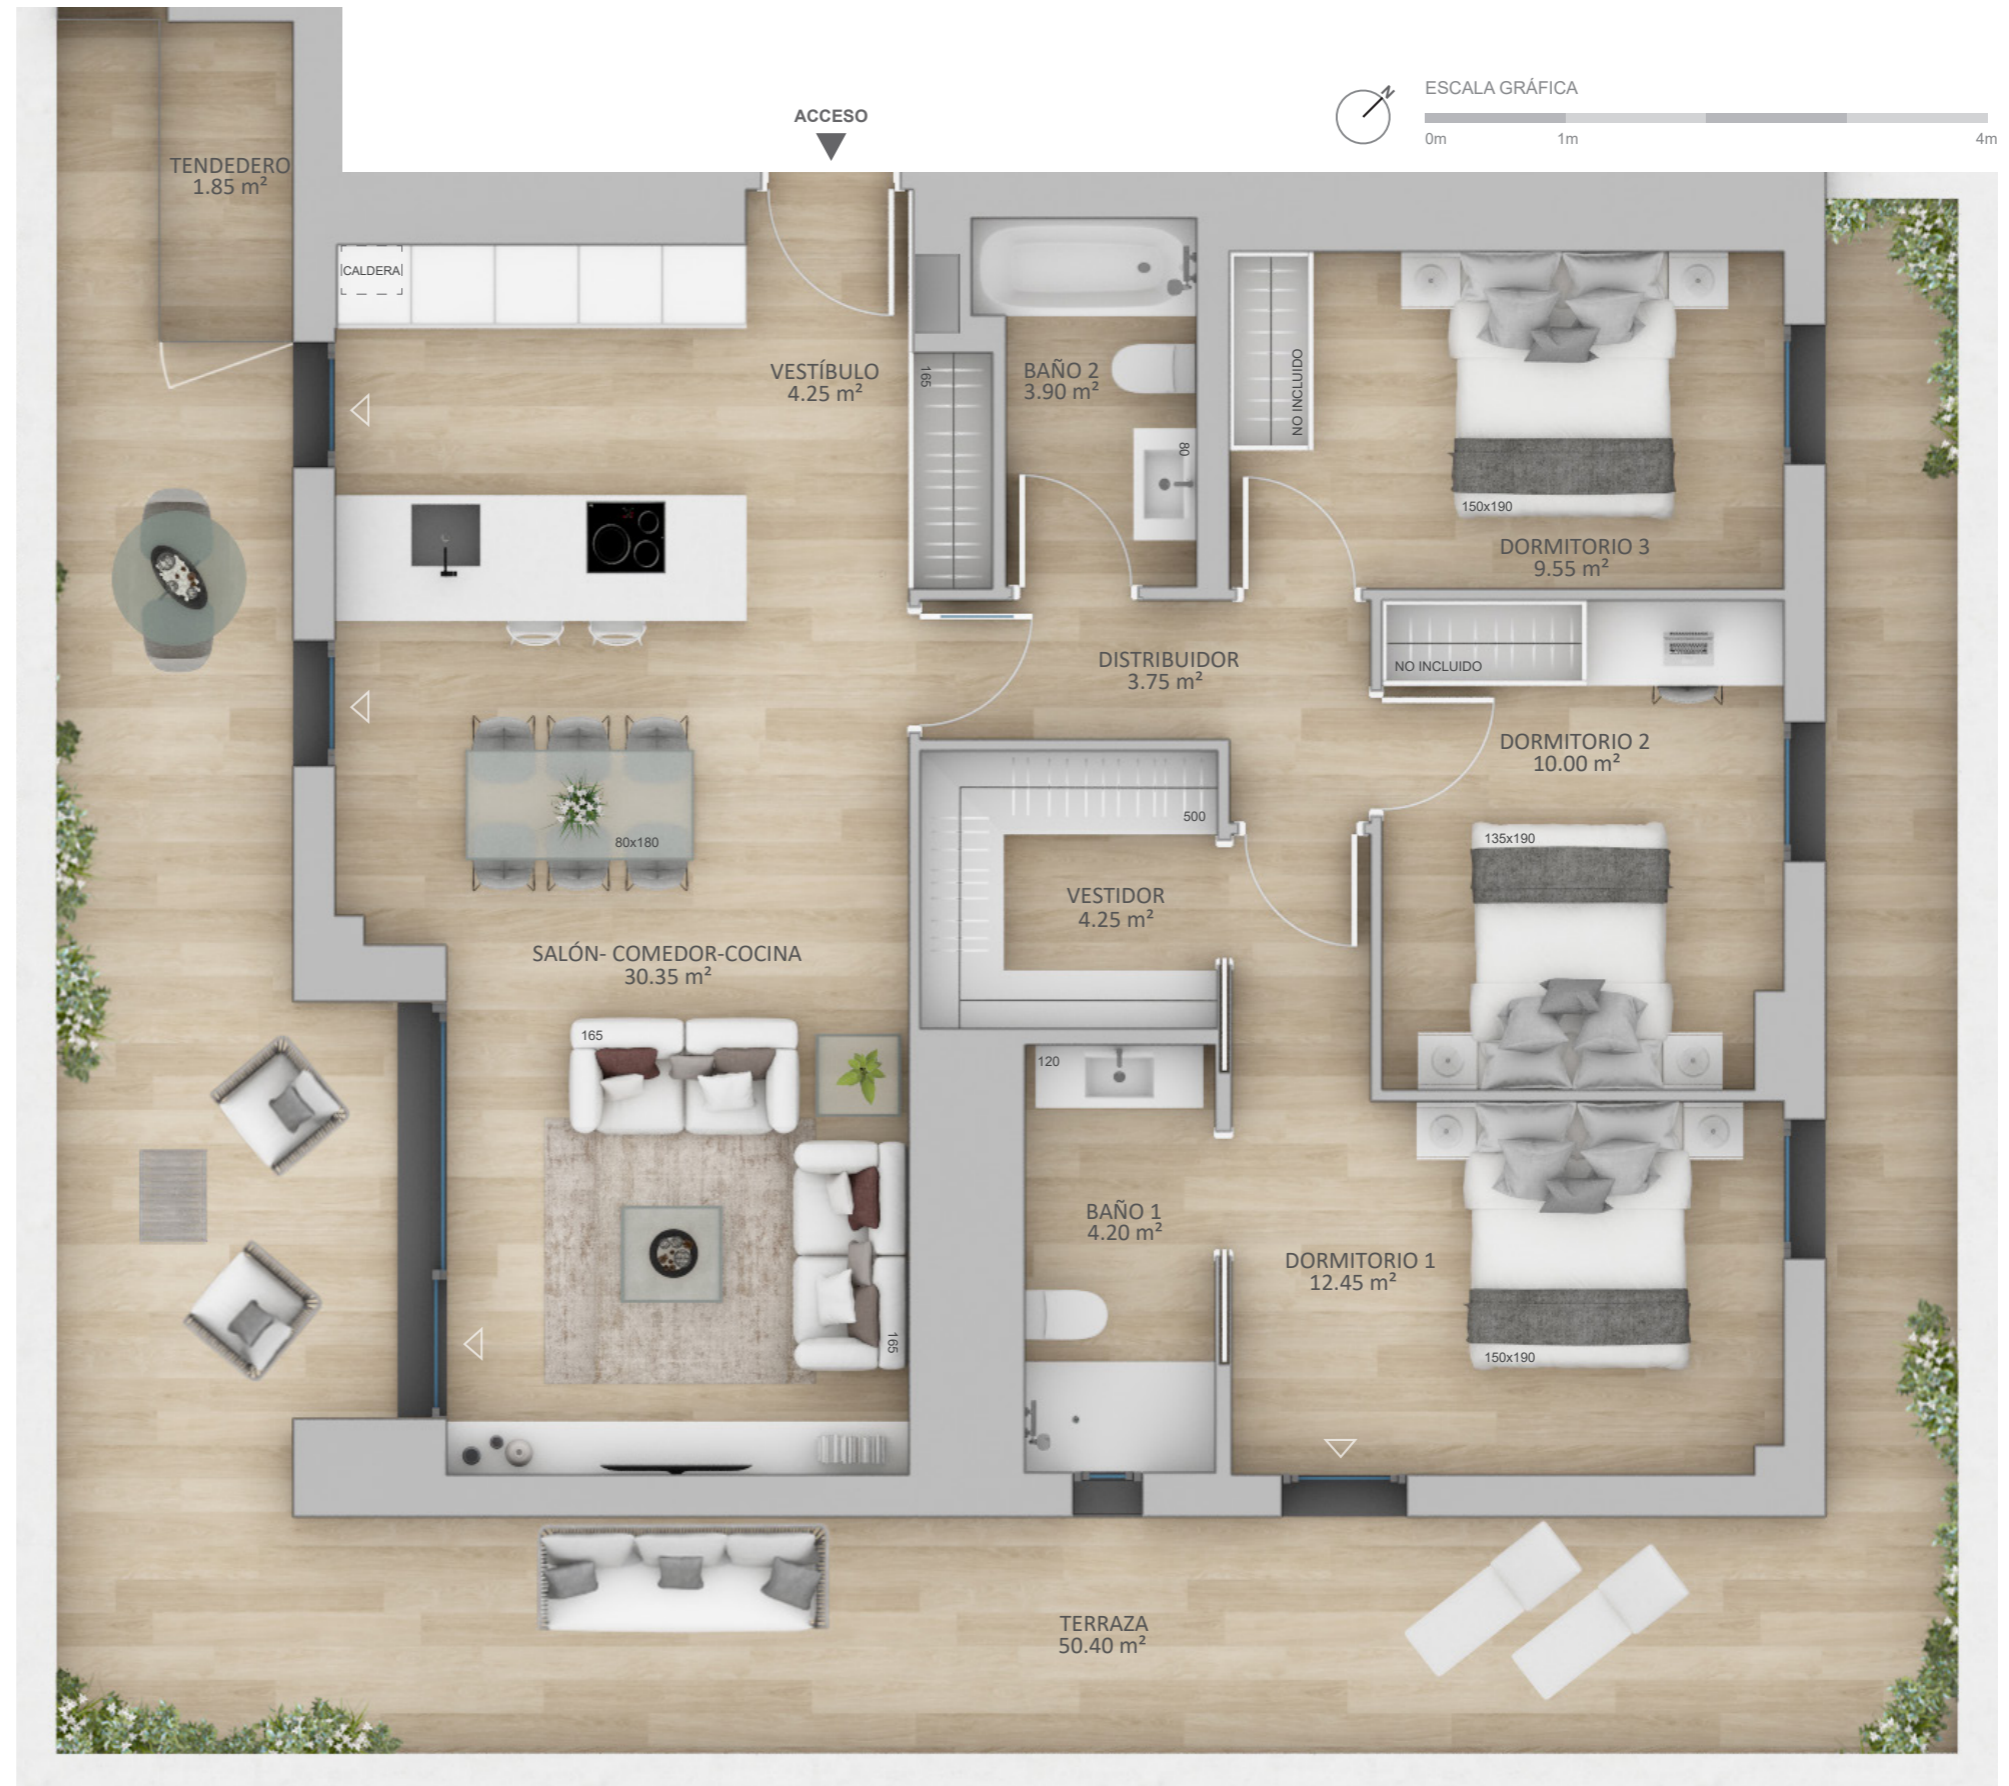 N
ESCALA GRÁFICA
0m
1m
4m
ACCESO
TENDEDERO
1.85 m²
CALDERA
VESTÍBULO
4.25 m²
165
BAÑO 2
3.90 m²
80
NO INCLUIDO
150x190
DORMITORIO 3
9.55 m²
DISTRIBUIDOR
3.75 m²
NO INCLUIDO
DORMITORIO 2
10.00 m²
80x180
500
135x190
VESTIDOR
4.25 m²
SALÓN- COMEDOR-COCINA
30.35 m²
165
120
BAÑO 1
4.20 m²
DORMITORIO 1
12.45 m²
165
150x190
TERRAZA
50.40 m²